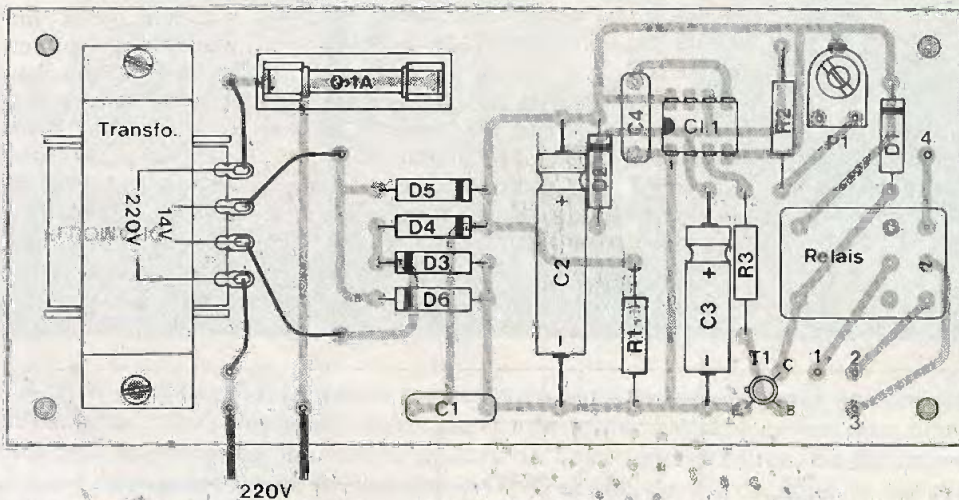 Transfo.
220V
14V
0,1A
D5
D4
D3
D6
C1
C2
D2
C4
CI.1
1
R1
C3
R3
R2
P1
D1
4
Relais
T1
C
B
E
1
2
3
220V